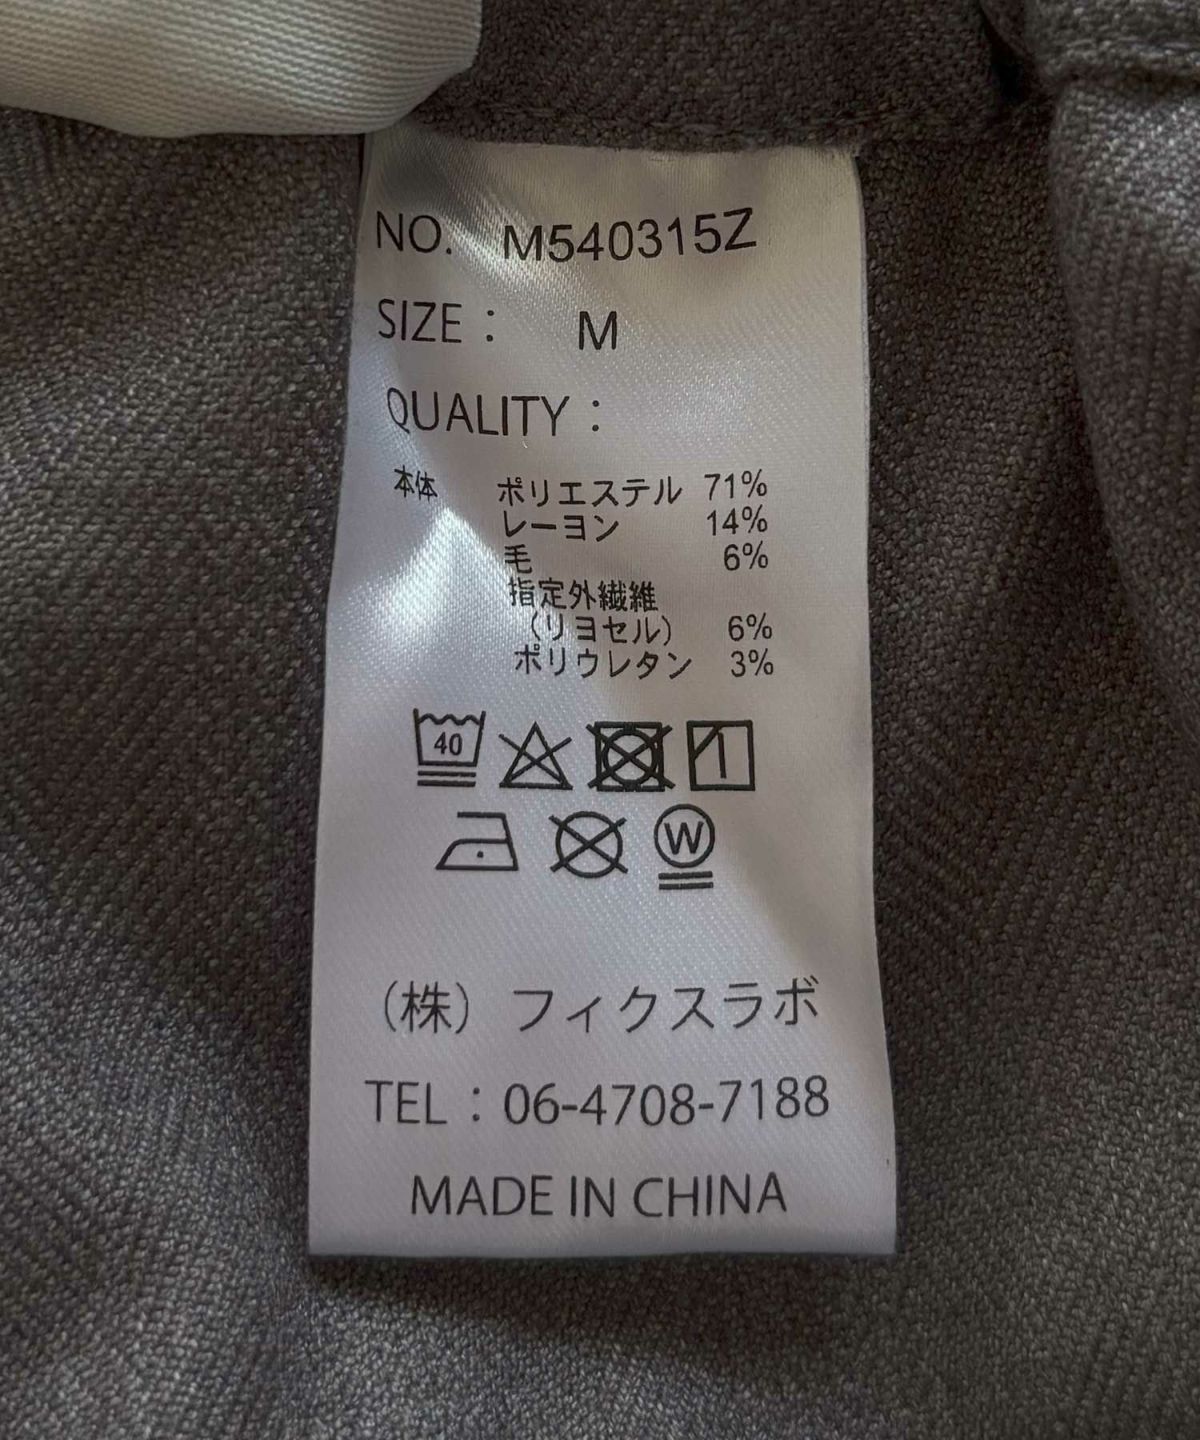 NO. M540315Z
SIZE : M
QUALITY :
本体 ポリエステル 71%
レーヨン 14%
毛 6%
指定外繊維
(リヨセル) 6%
ポリウレタン 3%
40
W
(株) フィクスラボ
TEL : 06-4708-7188
MADE IN CHINA